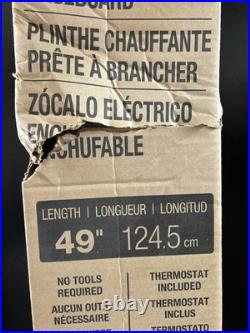 PLINTHE CHAUFFANTE
PRÊTE À BRANCHER
ZÓCALO ELÉCTRICO
ENCHUFABLE
LENGTH | LONGUEUR | LONGITUD
49" | 124.5 cm
NO TOOLS
REQUIRED
AUCUN OUTIL
NÉCESSAIRE
THERMOSTAT
INCLUDED
THERMOSTAT
INCLUS
TERMOSTATO